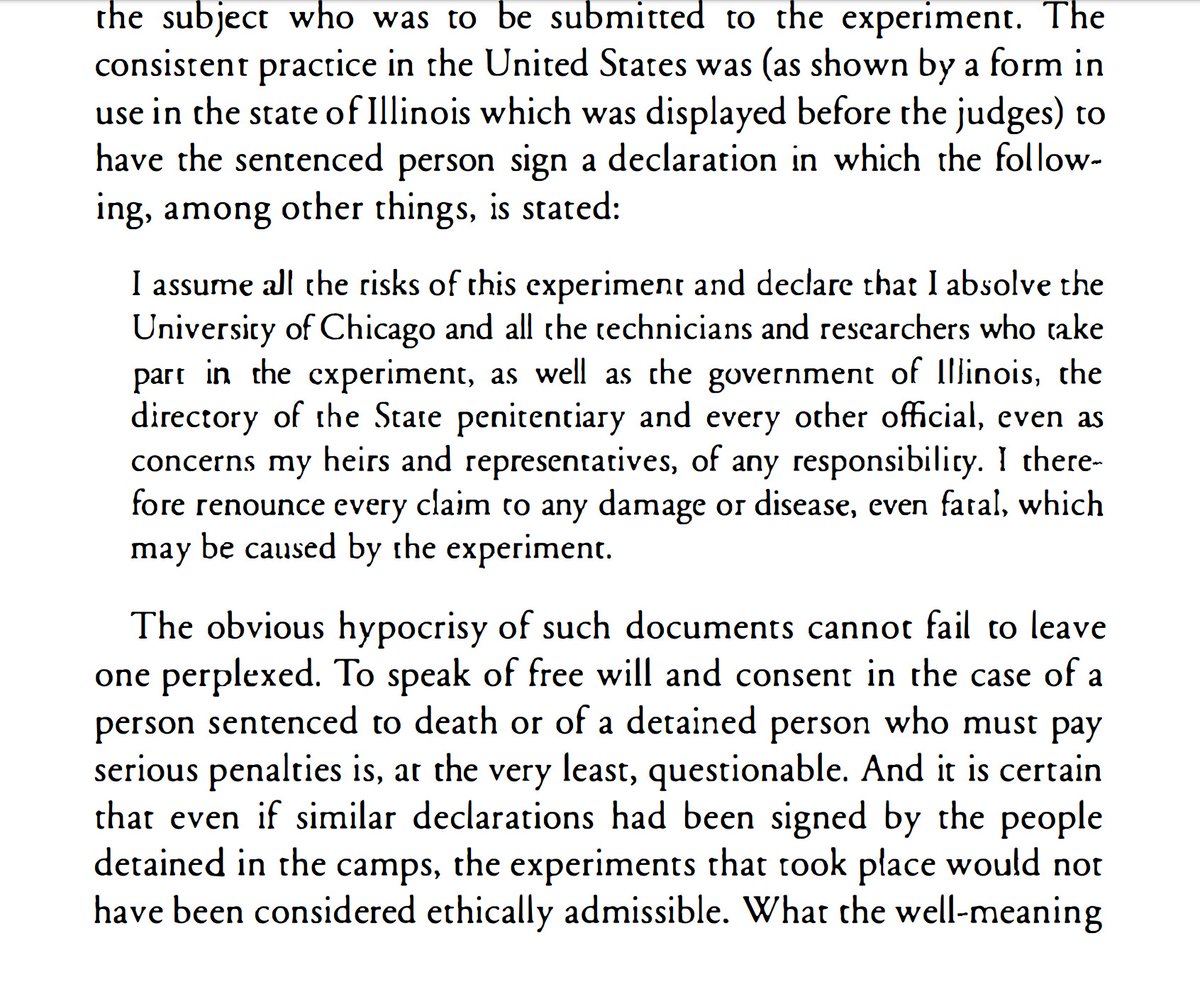 the subject who was to be submitted to the experiment. The
consistent practice in the United States was (as shown by a form in
use in the state of Illinois which was displayed before the judges) to
have the sentenced person sign a declaration in which the follow-
ing, among other things, is stated:
I assume all the risks of this experiment and declare that I absolve the
University of Chicago and all the technicians and researchers who take
part in the experiment, as well as the government of Illinois, the
directory of the State penitentiary and every other official, even as
concerns my heirs and representatives, of any responsibility. I there-
fore renounce every claim to any damage or disease, even fatal, which
may be caused by the experiment.
The obvious hypocrisy of such documents cannot fail to leave
one perplexed. To speak of free will and consent in the case of a
person sentenced to death or of a detained person who must pay
serious penalties is, at the very least, questionable. And it is certain
that even if similar declarations had been signed by the people
detained in the camps, the experiments that took place would not
have been considered ethically admissible. What the well-meaning